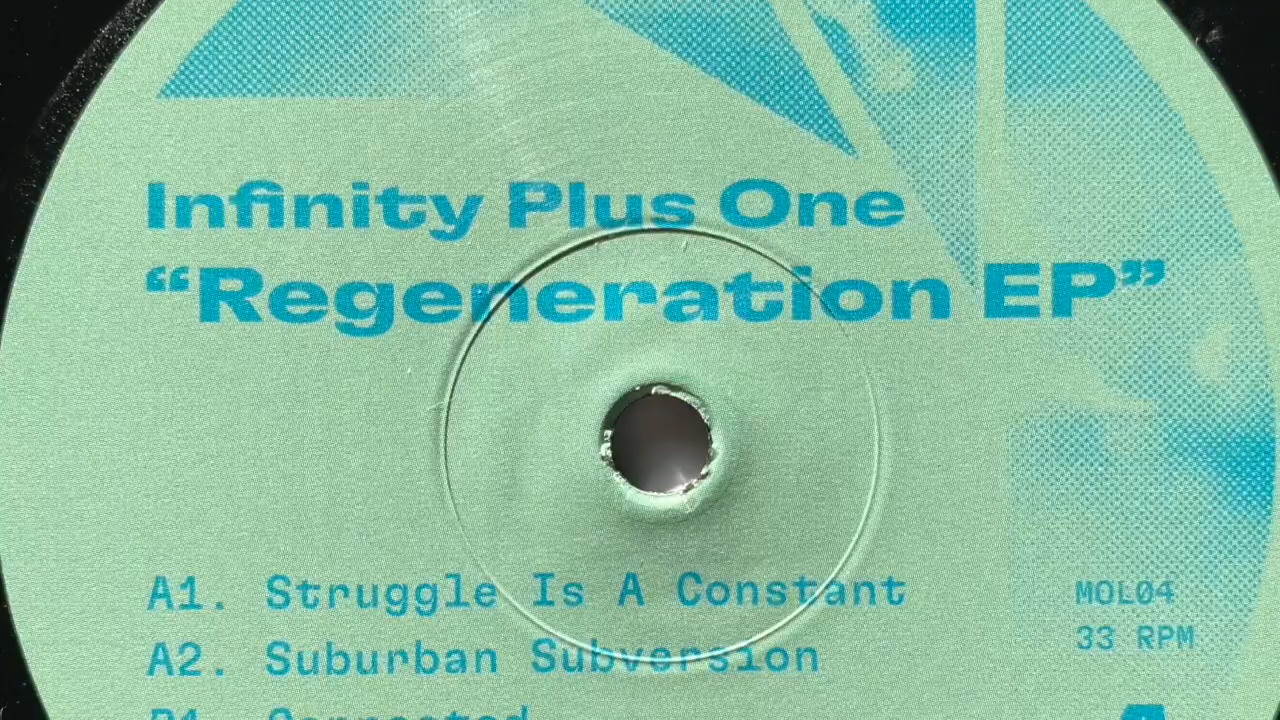 Infinity Plus One
“Regeneration EP”
A1. Struggle Is A Constant
MOL04
A2. Suburban Subversion
33 RPM